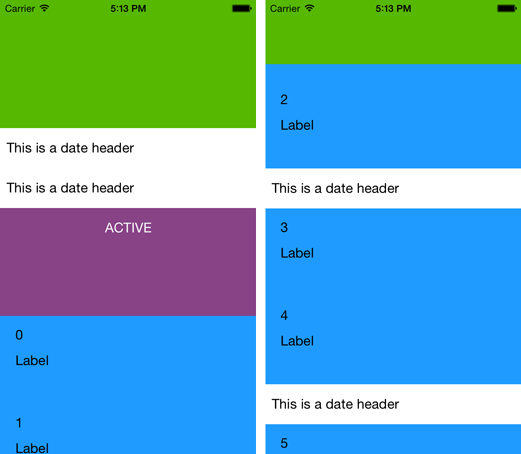 Carrier 5:13 PM
This is a date header
This is a date header
ACTIVE
0
Label
1
Label
Carrier 5:13 PM
2
Label
This is a date header
3
Label
4
Label
This is a date header
5